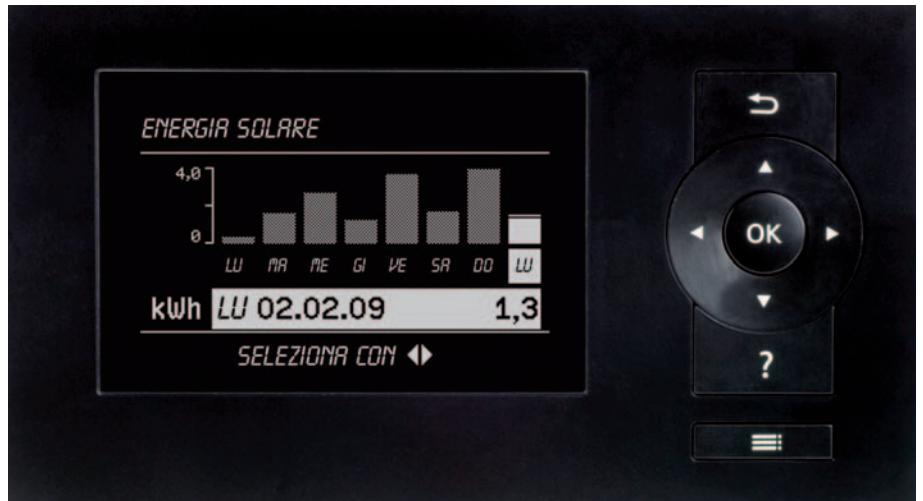 ENERGIA SOLARE
4,0
0
LU MA ME GI VE SA DO LU
kWh LU 02.02.09 1,3
SELEZIONA CON
OK
?